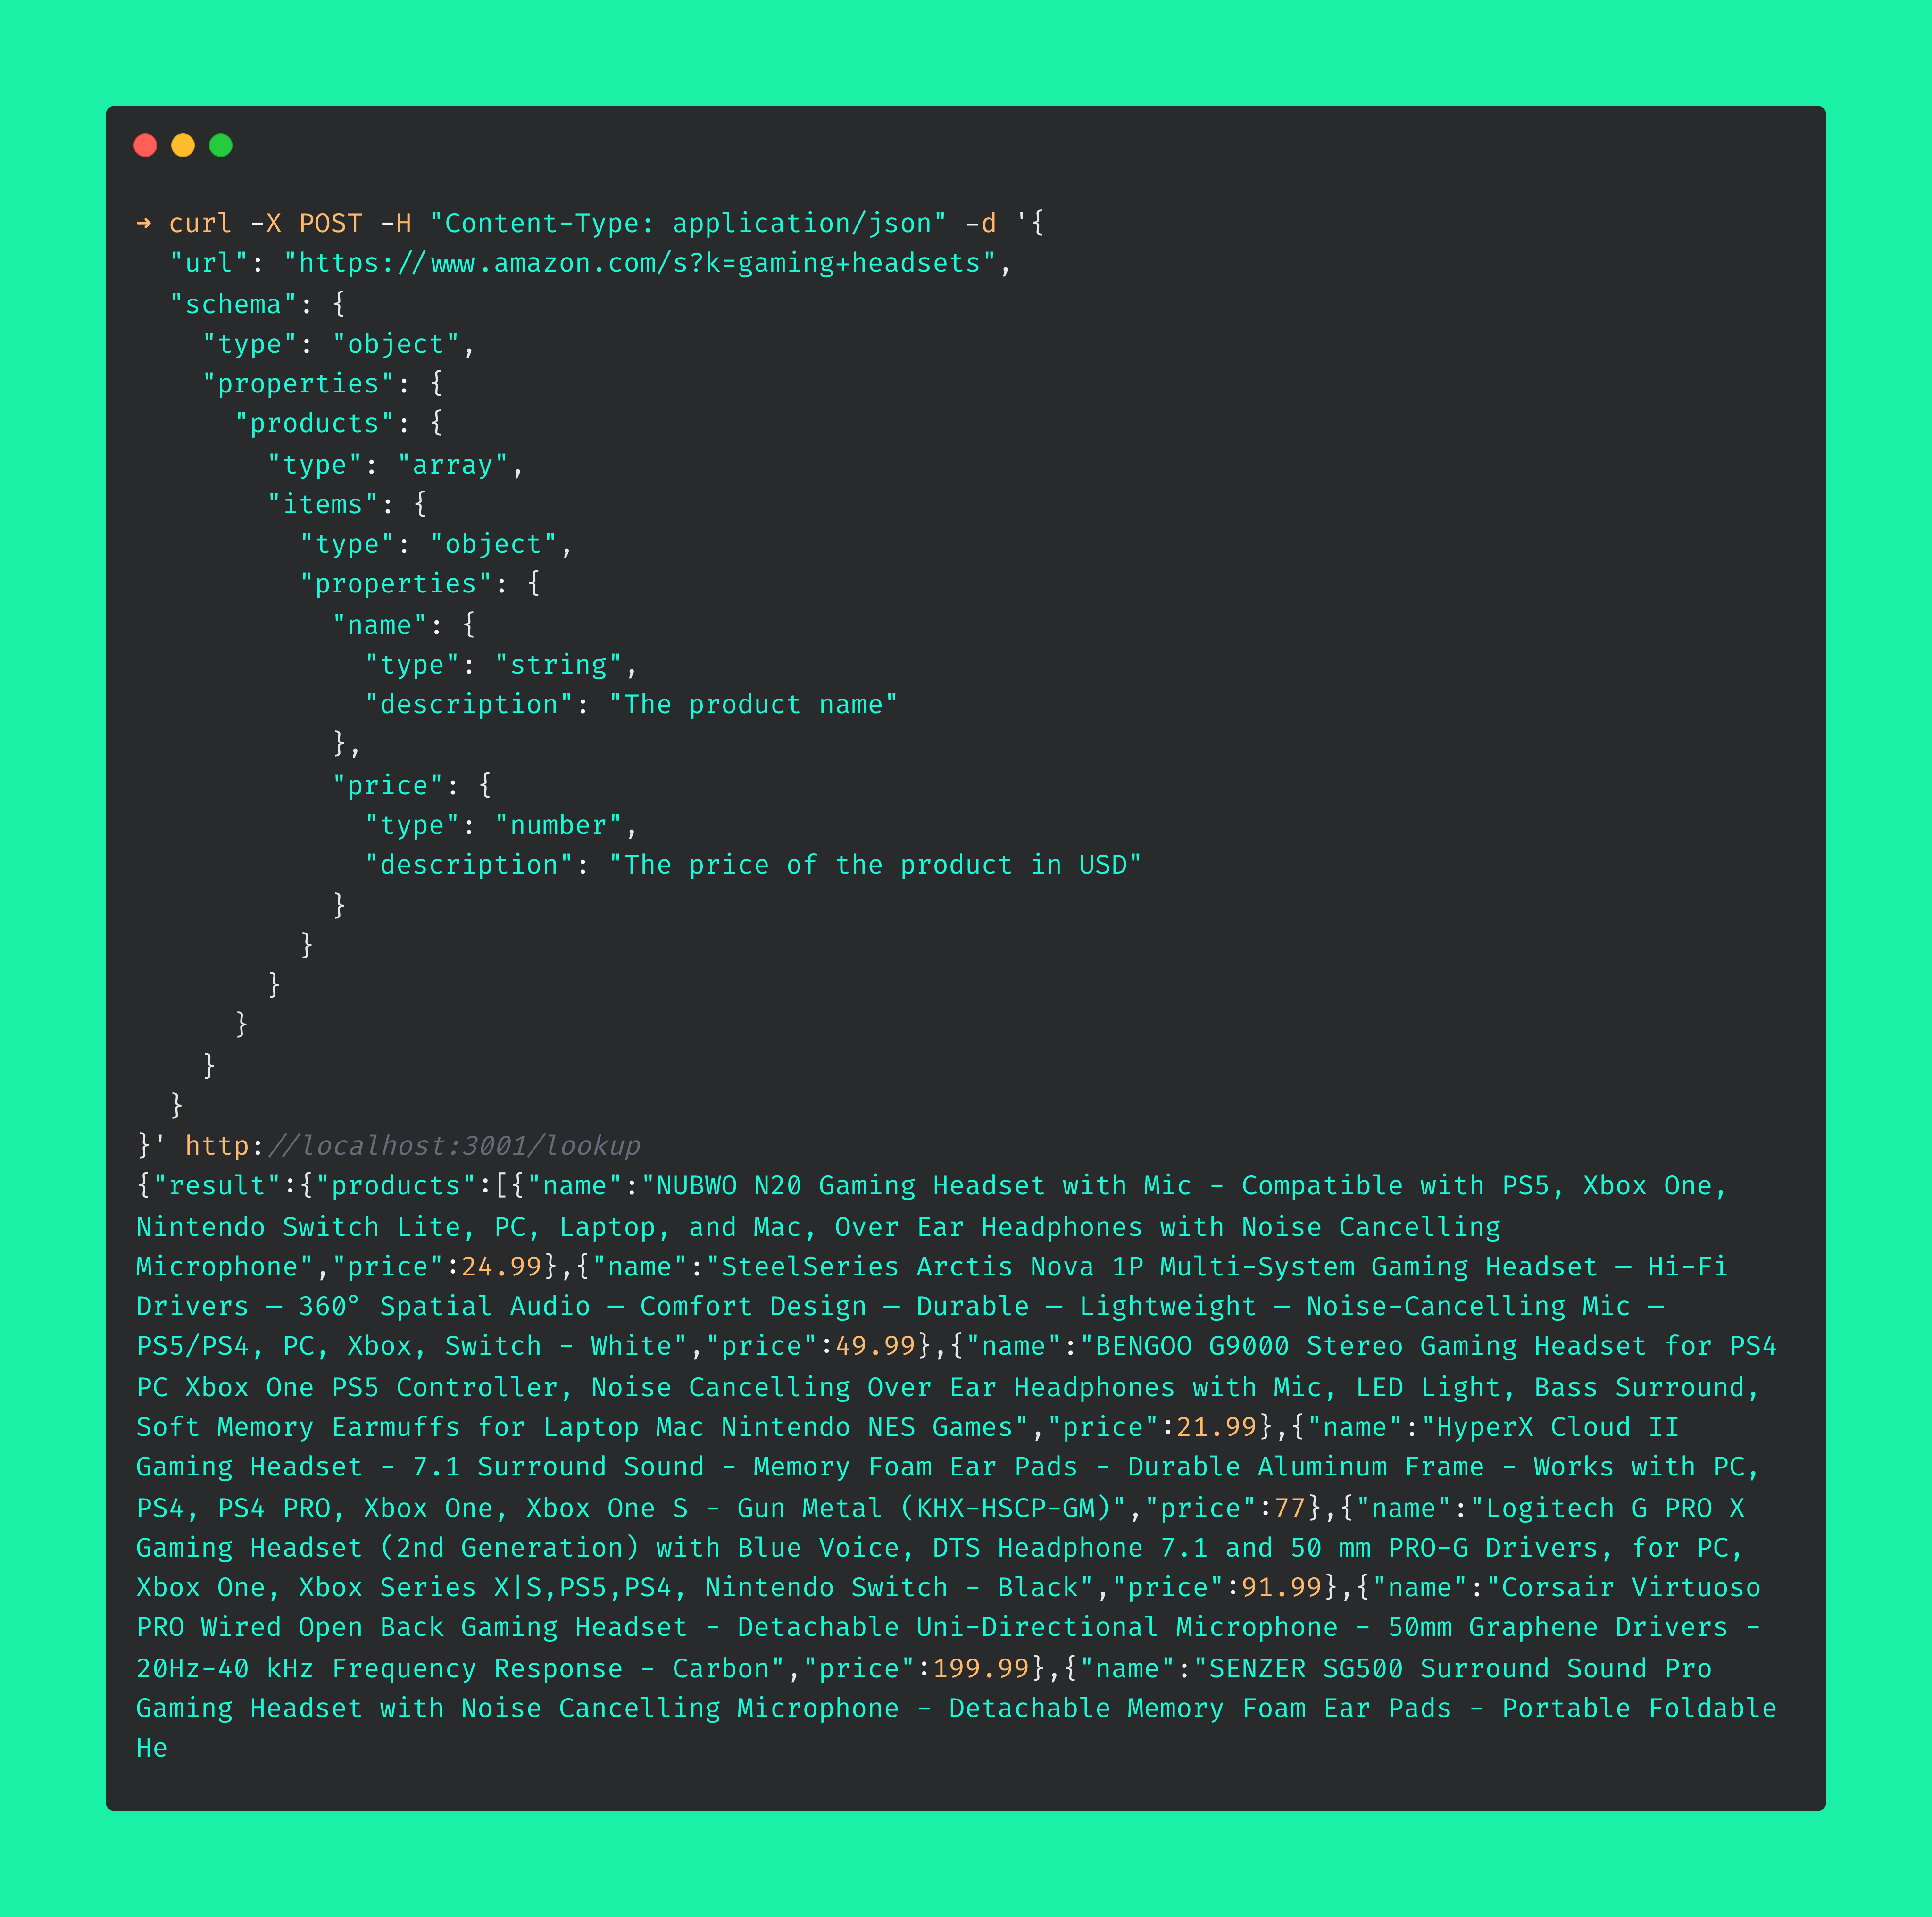 → curl -X POST -H "Content-Type: application/json" -d '{
  "url": "https://www.amazon.com/s?k=gaming+headsets",
  "schema": {
    "type": "object",
    "properties": {
      "products": {
        "type": "array",
        "items": {
          "type": "object",
          "properties": {
            "name": {
              "type": "string",
              "description": "The product name"
            },
            "price": {
              "type": "number",
              "description": "The price of the product in USD"
            }
          }
        }
      }
    }
  }
}' http://localhost:3001/lookup
{"result":{"products":[{"name":"NUBWO N20 Gaming Headset with Mic - Compatible with PS5, Xbox One,
Nintendo Switch Lite, PC, Laptop, and Mac, Over Ear Headphones with Noise Cancelling
Microphone","price":24.99},{"name":"SteelSeries Arctis Nova 1P Multi-System Gaming Headset — Hi-Fi
Drivers — 360° Spatial Audio — Comfort Design — Durable — Lightweight — Noise-Cancelling Mic —
PS5/PS4, PC, Xbox, Switch - White","price":49.99},{"name":"BENGOO G9000 Stereo Gaming Headset for PS4
PC Xbox One PS5 Controller, Noise Cancelling Over Ear Headphones with Mic, LED Light, Bass Surround,
Soft Memory Earmuffs for Laptop Mac Nintendo NES Games","price":21.99},{"name":"HyperX Cloud II
Gaming Headset - 7.1 Surround Sound - Memory Foam Ear Pads - Durable Aluminum Frame - Works with PC,
PS4, PS4 PRO, Xbox One, Xbox One S - Gun Metal (KHX-HSCP-GM)","price":77},{"name":"Logitech G PRO X
Gaming Headset (2nd Generation) with Blue Voice, DTS Headphone 7.1 and 50 mm PRO-G Drivers, for PC,
Xbox One, Xbox Series X|S,PS5,PS4, Nintendo Switch - Black","price":91.99},{"name":"Corsair Virtuoso
PRO Wired Open Back Gaming Headset - Detachable Uni-Directional Microphone - 50mm Graphene Drivers -
20Hz-40 kHz Frequency Response - Carbon","price":199.99},{"name":"SENZER SG500 Surround Sound Pro
Gaming Headset with Noise Cancelling Microphone - Detachable Memory Foam Ear Pads - Portable Foldable
He